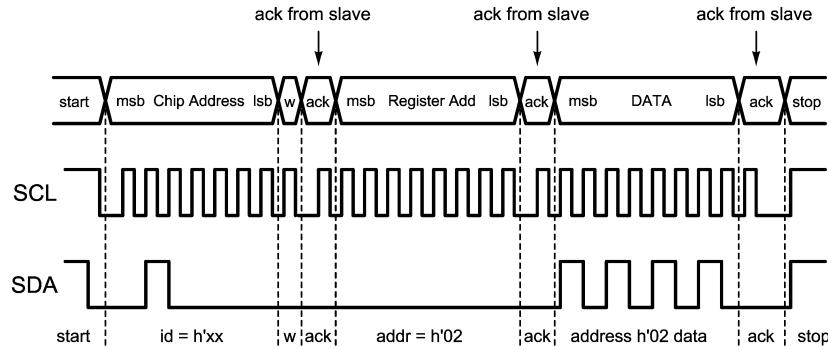 ack from slave ack from slave ack from slave
start msb Chip Address lsb w ack msb Register Add lsb ack msb DATA lsb ack stop
SCL
SDA
start id = h'xx w ack addr = h'02 ack address h'02 data ack stop